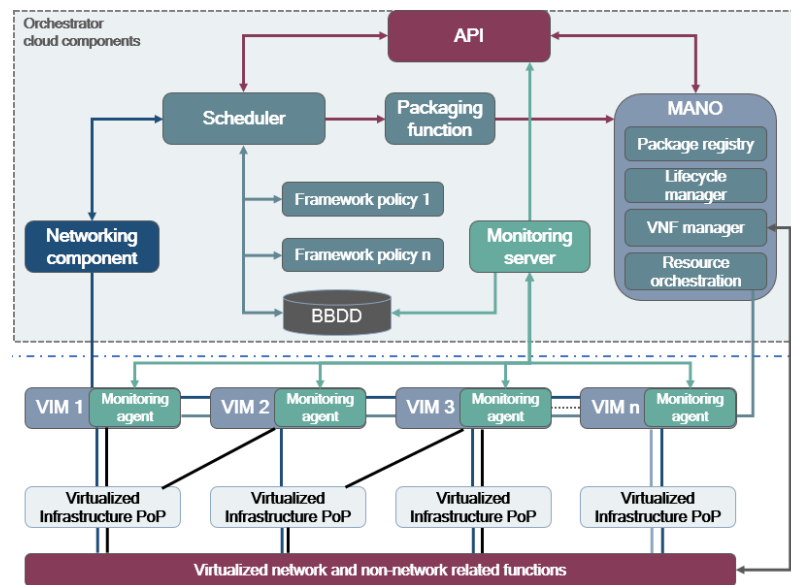 Orchestrator
cloud components
API
Scheduler
Packaging
function
MANO
Package registry
Lifecycle
manager
VNF manager
Resource
orchestration
Framework policy 1
Networking
component
Framework policy n
Monitoring
server
BBDD
VIM 1
Monitoring
agent
VIM 2
Monitoring
agent
VIM 3
Monitoring
agent
VIM n
Monitoring
agent
Virtualized
Infrastructure PoP
Virtualized
Infrastructure PoP
Virtualized
Infrastructure PoP
Virtualized
Infrastructure PoP
Virtualized network and non-network related functions